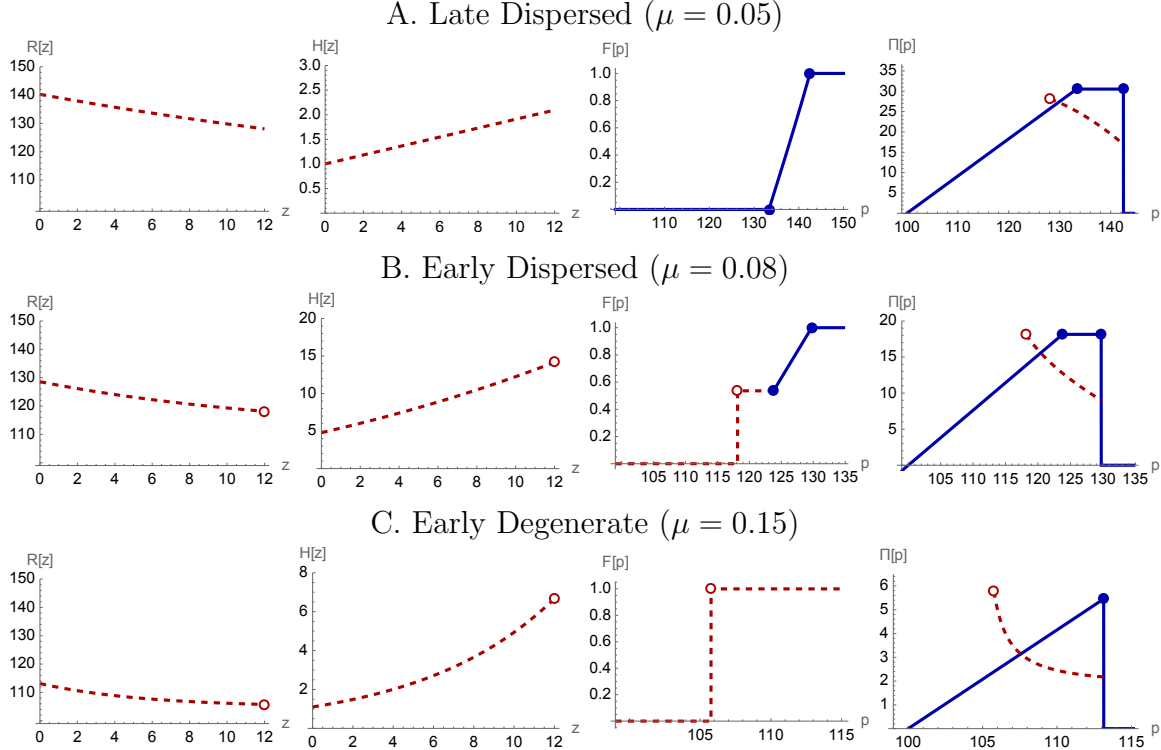 A. Late Dispersed (μ = 0.05)
R[z]
150
140
130
120
110
0 2 4 6 8 10 12 z
H[z]
3.0
2.5
2.0
1.5
1.0
0.5
0 2 4 6 8 10 12 z
F[p]
1.0
0.8
0.6
0.4
0.2
110 120 130 140 150 p
Π[p]
35
30
25
20
15
10
5
100 110 120 130 140 p
B. Early Dispersed (μ = 0.08)
R[z]
150
140
130
120
110
0 2 4 6 8 10 12 z
H[z]
20
15
10
5
0 2 4 6 8 10 12 z
F[p]
1.0
0.8
0.6
0.4
0.2
105 110 115 120 125 130 135 p
Π[p]
20
15
10
5
105 110 115 120 125 130 135 p
C. Early Degenerate (μ = 0.15)
R[z]
150
140
130
120
110
0 2 4 6 8 10 12 z
H[z]
8
6
4
2
0 2 4 6 8 10 12 z
F[p]
1.0
0.8
0.6
0.4
0.2
105 110 115 p
Π[p]
6
5
4
3
2
1
100 105 110 115 p